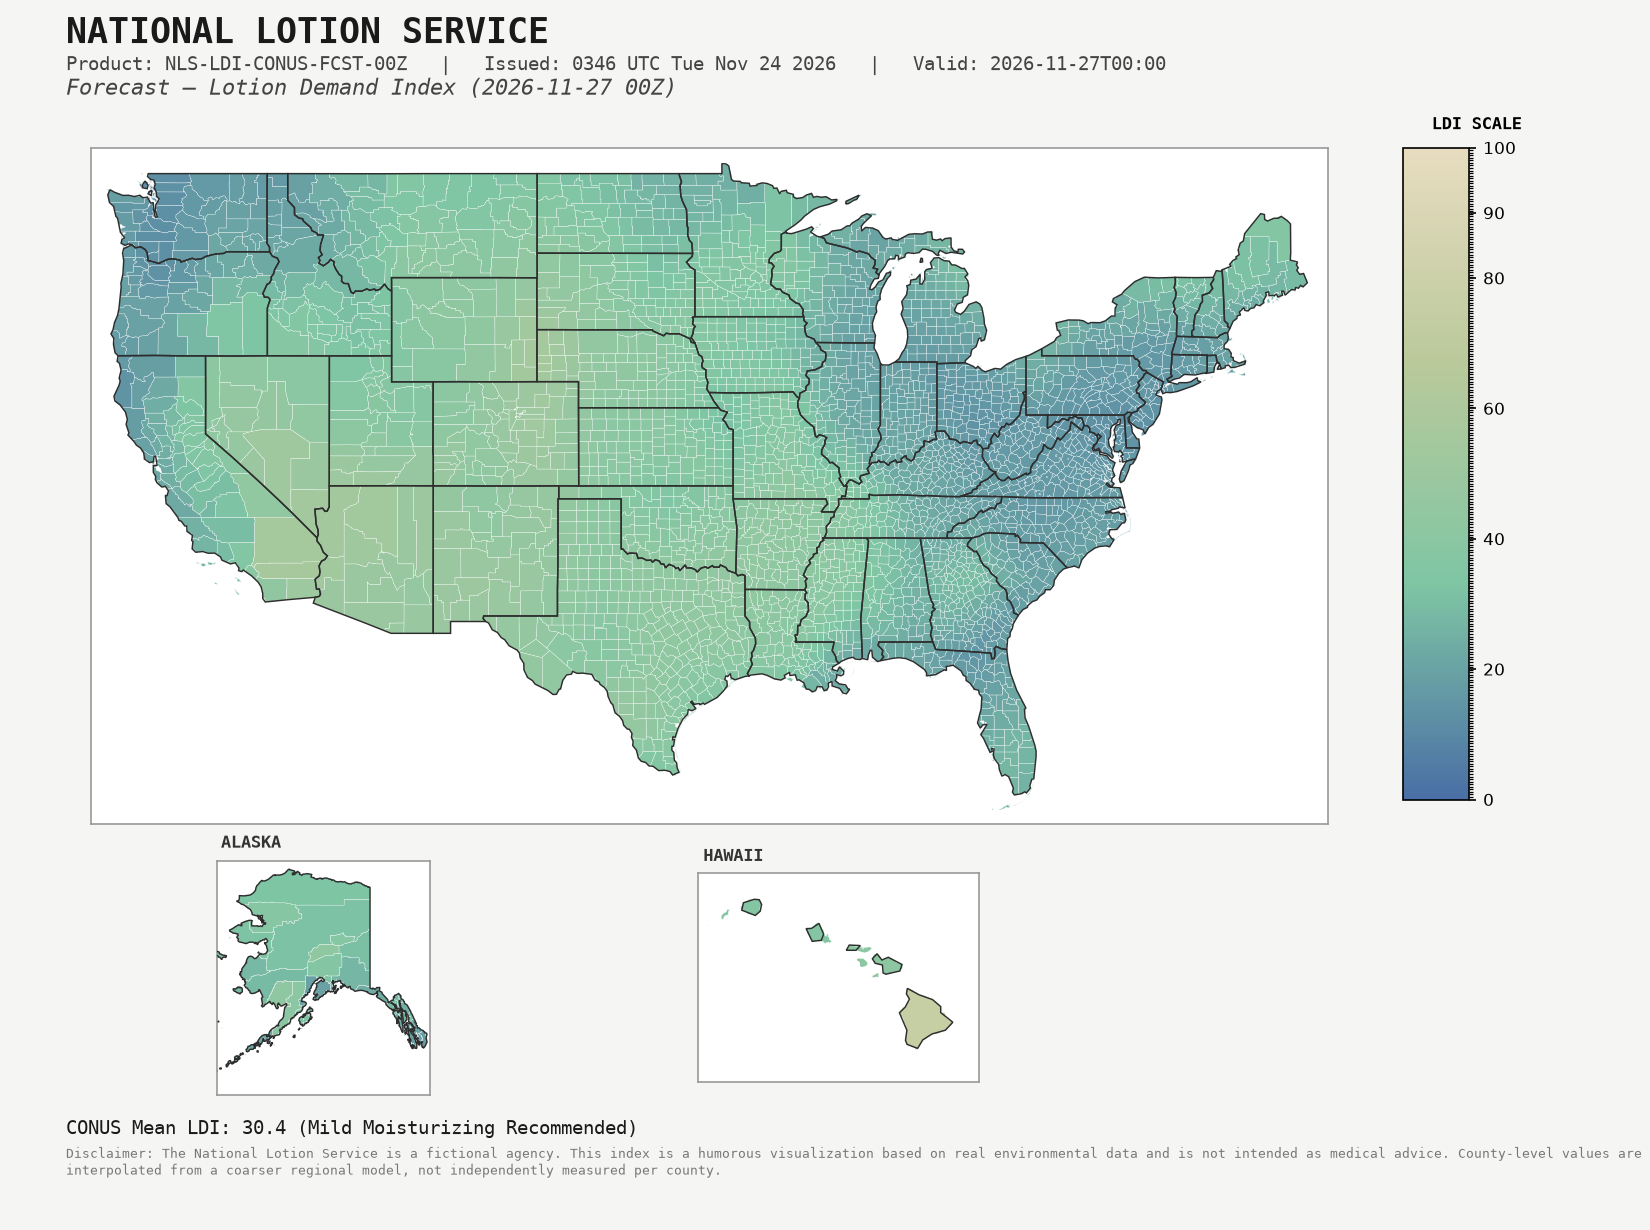 NATIONAL LOTION SERVICE
Product: NLS-LDI-CONUS-FCST-00Z | Issued: 0346 UTC Tue Nov 24 2026 | Valid: 2026-11-27T00:00
Forecast — Lotion Demand Index (2026-11-27 00Z)
LDI SCALE
100
90
80
70
60
50
40
30
20
10
0
ALASKA
HAWAII
CONUS Mean LDI: 30.4 (Mild Moisturizing Recommended)
Disclaimer: The National Lotion Service is a fictional agency. This index is a humorous visualization based on real environmental data and is not intended as medical advice. County-level values are
interpolated from a coarser regional model, not independently measured per county.